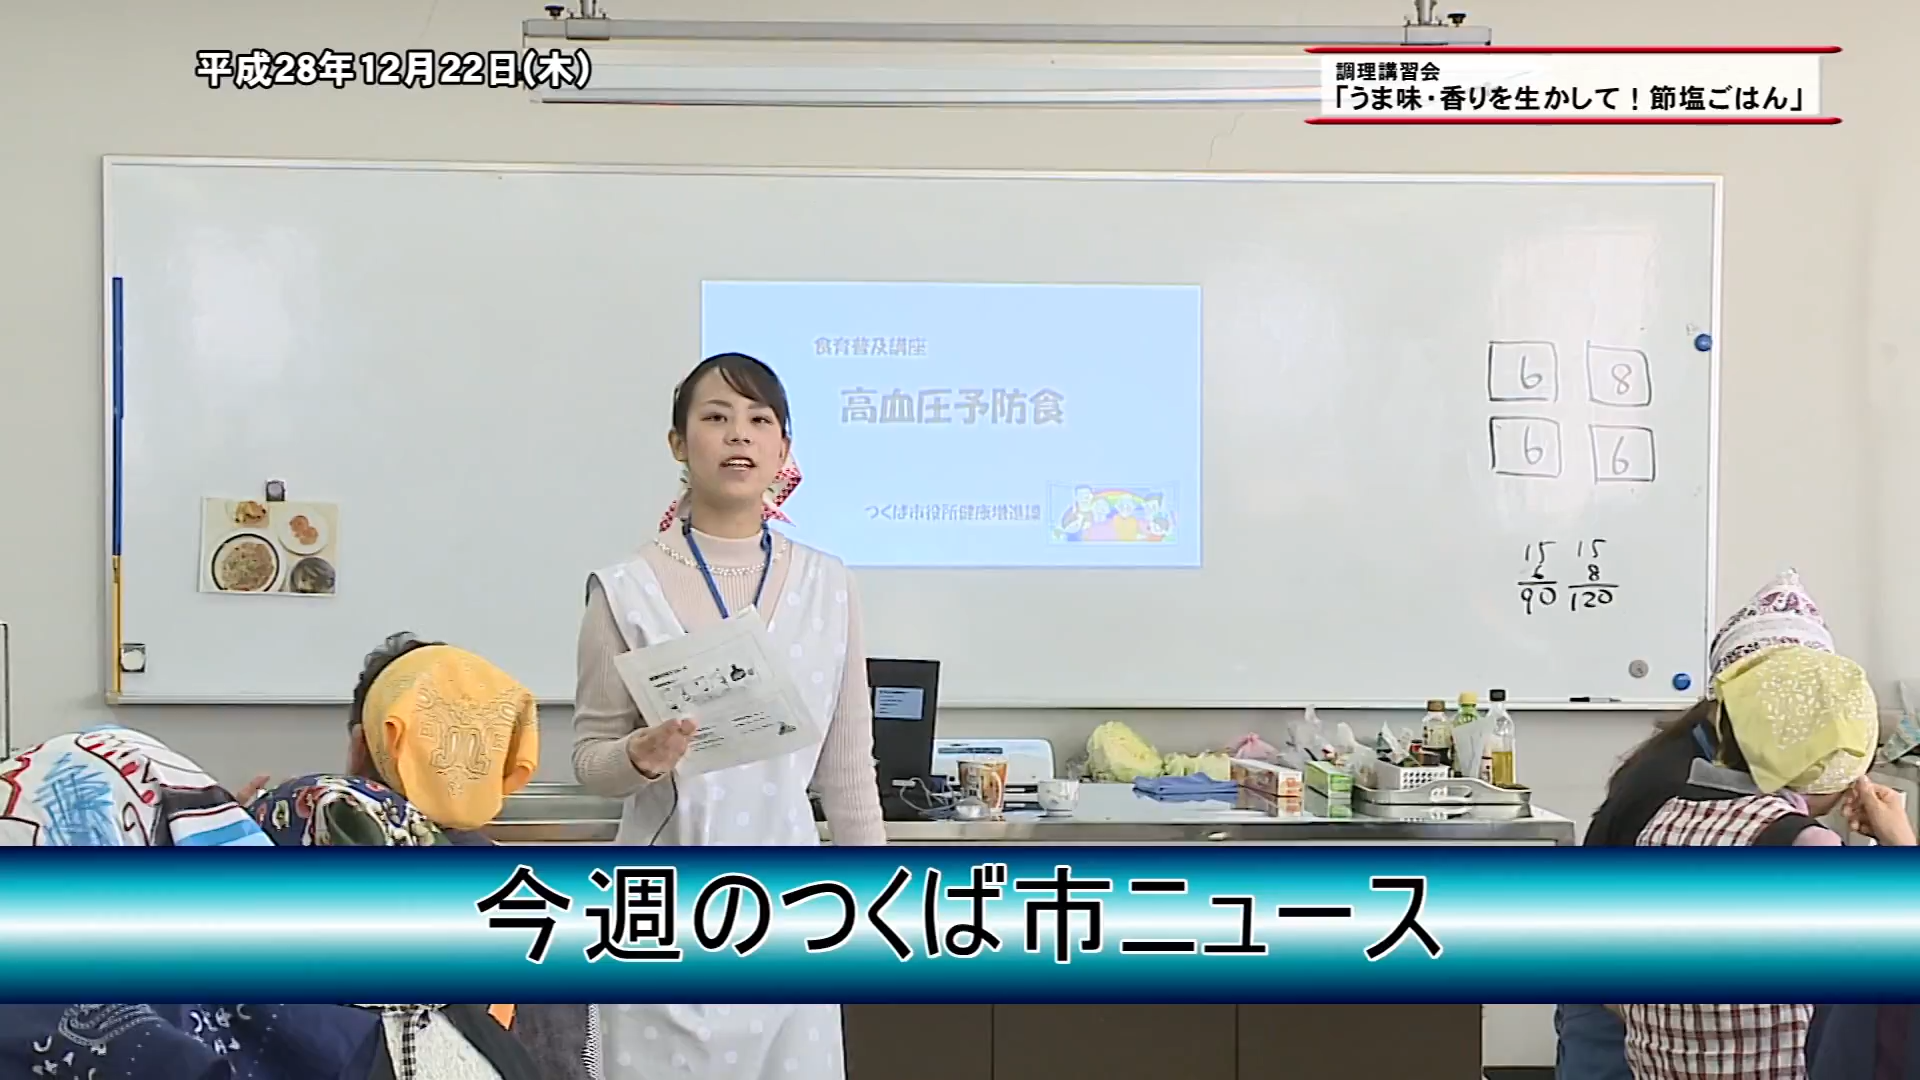 平成28年12月22日(木)
調理講習会
「うま味・香りを生かして!節塩ごはん」
食育普及講座
高血圧予防食
つくば市役所健康増進課
6
8
6
6
15
6
90
15
8
120
今週のつくば市ニュース